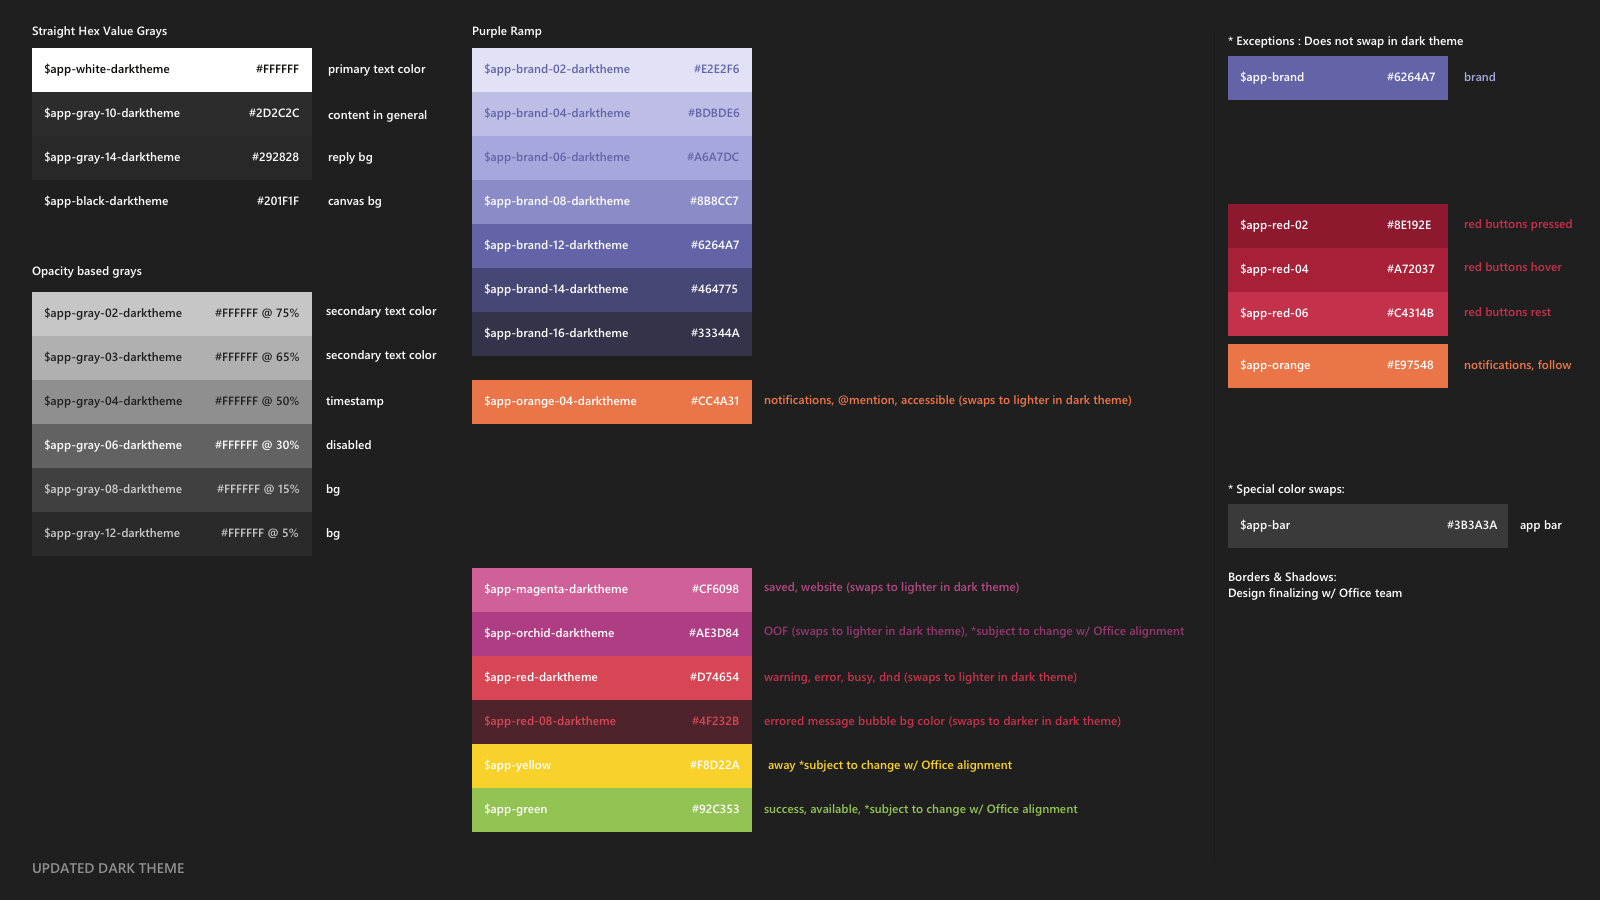 Straight Hex Value Grays
$app-white-darktheme #FFFFFF primary text color
$app-gray-10-darktheme #2D2C2C content in general
$app-gray-14-darktheme #292828 reply bg
$app-black-darktheme #201F1F canvas bg
Opacity based grays
$app-gray-02-darktheme #FFFFFF @ 75% secondary text color
$app-gray-03-darktheme #FFFFFF @ 65% secondary text color
$app-gray-04-darktheme #FFFFFF @ 50% timestamp
$app-gray-06-darktheme #FFFFFF @ 30% disabled
$app-gray-08-darktheme #FFFFFF @ 15% bg
$app-gray-12-darktheme #FFFFFF @ 5% bg
Purple Ramp
$app-brand-02-darktheme #E2E2F6
$app-brand-04-darktheme #BDBDE6
$app-brand-06-darktheme #A6A7DC
$app-brand-08-darktheme #8B8CC7
$app-brand-12-darktheme #6264A7
$app-brand-14-darktheme #464775
$app-brand-16-darktheme #33344A
$app-orange-04-darktheme #CC4A31 notifications, @mention, accessible (swaps to lighter in dark theme)
$app-magenta-darktheme #CF6098 saved, website (swaps to lighter in dark theme)
$app-orchid-darktheme #AE3D84 OOF (swaps to lighter in dark theme), *subject to change w/ Office alignment
$app-red-darktheme #D74654 warning, error, busy, dnd (swaps to lighter in dark theme)
$app-red-08-darktheme #4F232B errored message bubble bg color (swaps to darker in dark theme)
$app-yellow #F8D22A away *subject to change w/ Office alignment
$app-green #92C353 success, available, *subject to change w/ Office alignment
* Exceptions : Does not swap in dark theme
$app-brand #6264A7 brand
$app-red-02 #8E192E red buttons pressed
$app-red-04 #A72037 red buttons hover
$app-red-06 #C4314B red buttons rest
$app-orange #E97548 notifications, follow
* Special color swaps:
$app-bar #3B3A3A app bar
Borders & Shadows:
Design finalizing w/ Office team
UPDATED DARK THEME